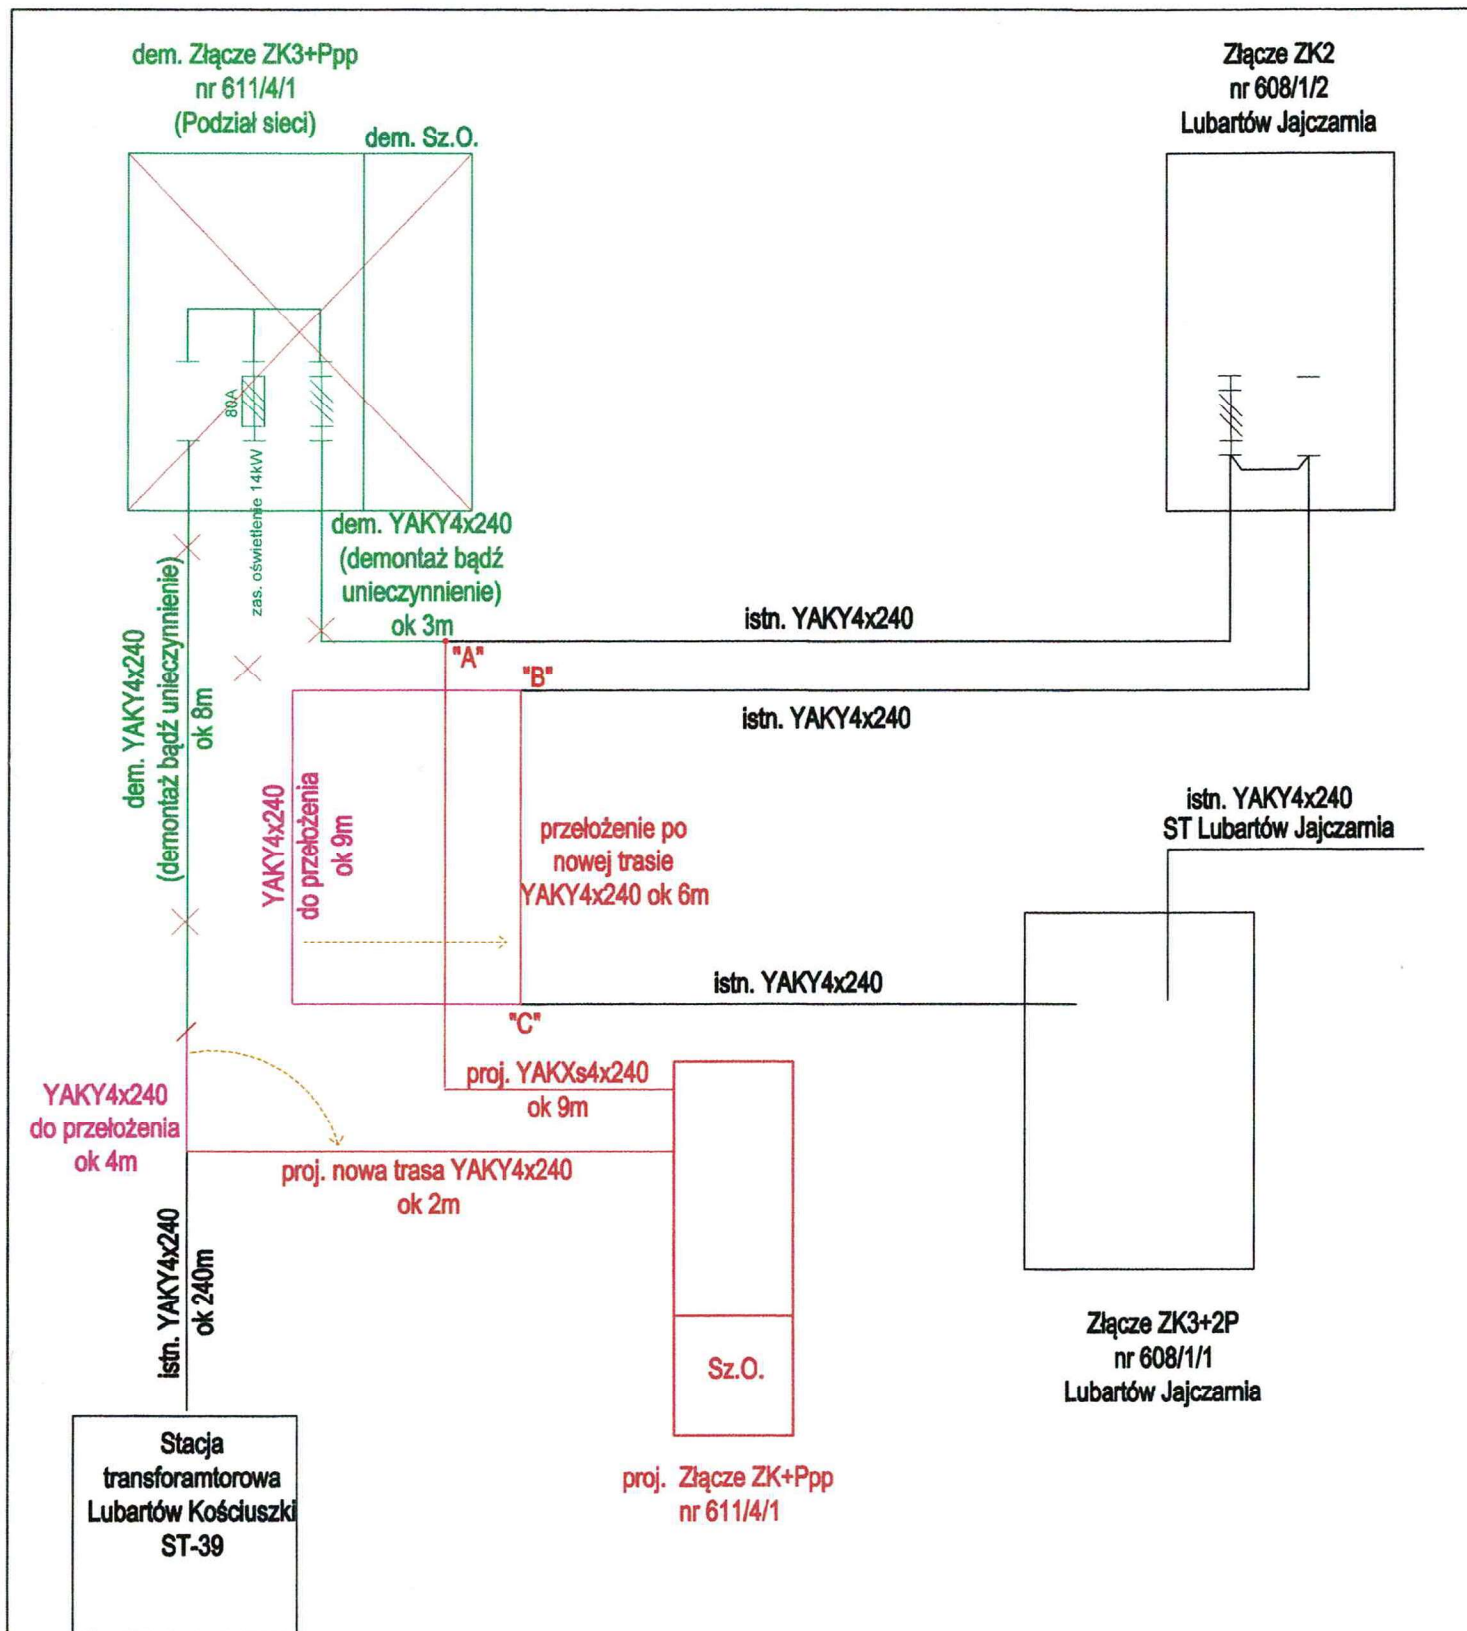 dem. Złącze ZK3+Ppp
nr 611/4/1
(Podział sieci)
dem. Sz.O.
Złącze ZK2
nr 608/1/2
Lubartów Jajczarnia
80A
zas. oświetlenie 14kW
dem. YAKY4x240
(demontaż bądź
unieczynnienie)
ok 3m
dem. YAKY4x240
(demontaż bądź unieczynnienie)
ok 8m
"A"
istn. YAKY4x240
"B"
istn. YAKY4x240
YAKY4x240
do przełożenia
ok 9m
przełożenie po
nowej trasie
YAKY4x240 ok 6m
istn. YAKY4x240
ST Lubartów Jajczarnia
istn. YAKY4x240
"C"
proj. YAKXs4x240
ok 9m
YAKY4x240
do przełożenia
ok 4m
proj. nowa trasa YAKY4x240
ok 2m
istn. YAKY4x240
ok 240m
Sz.O.
Złącze ZK3+2P
nr 608/1/1
Lubartów Jajczarnia
Stacja
transforamtorowa
Lubartów Kościuszki
ST-39
proj. Złącze ZK+Ppp
nr 611/4/1